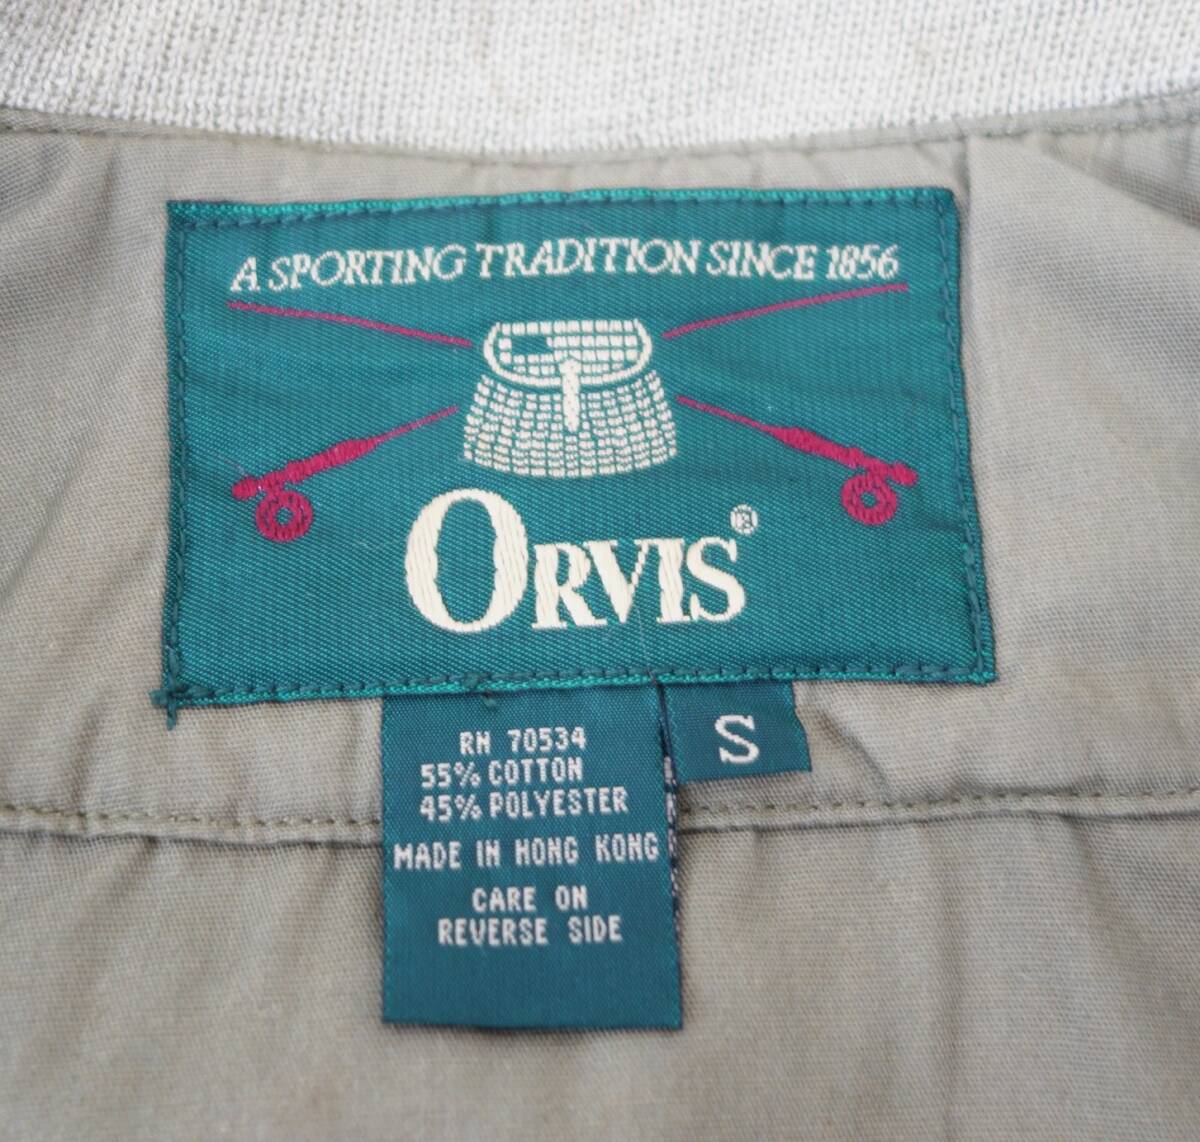 A SPORTING TRADITION SINCE 1856
ORVIS®
S
RN 70534
55% COTTON
45% POLYESTER
MADE IN HONG KONG
CARE ON
REVERSE SIDE